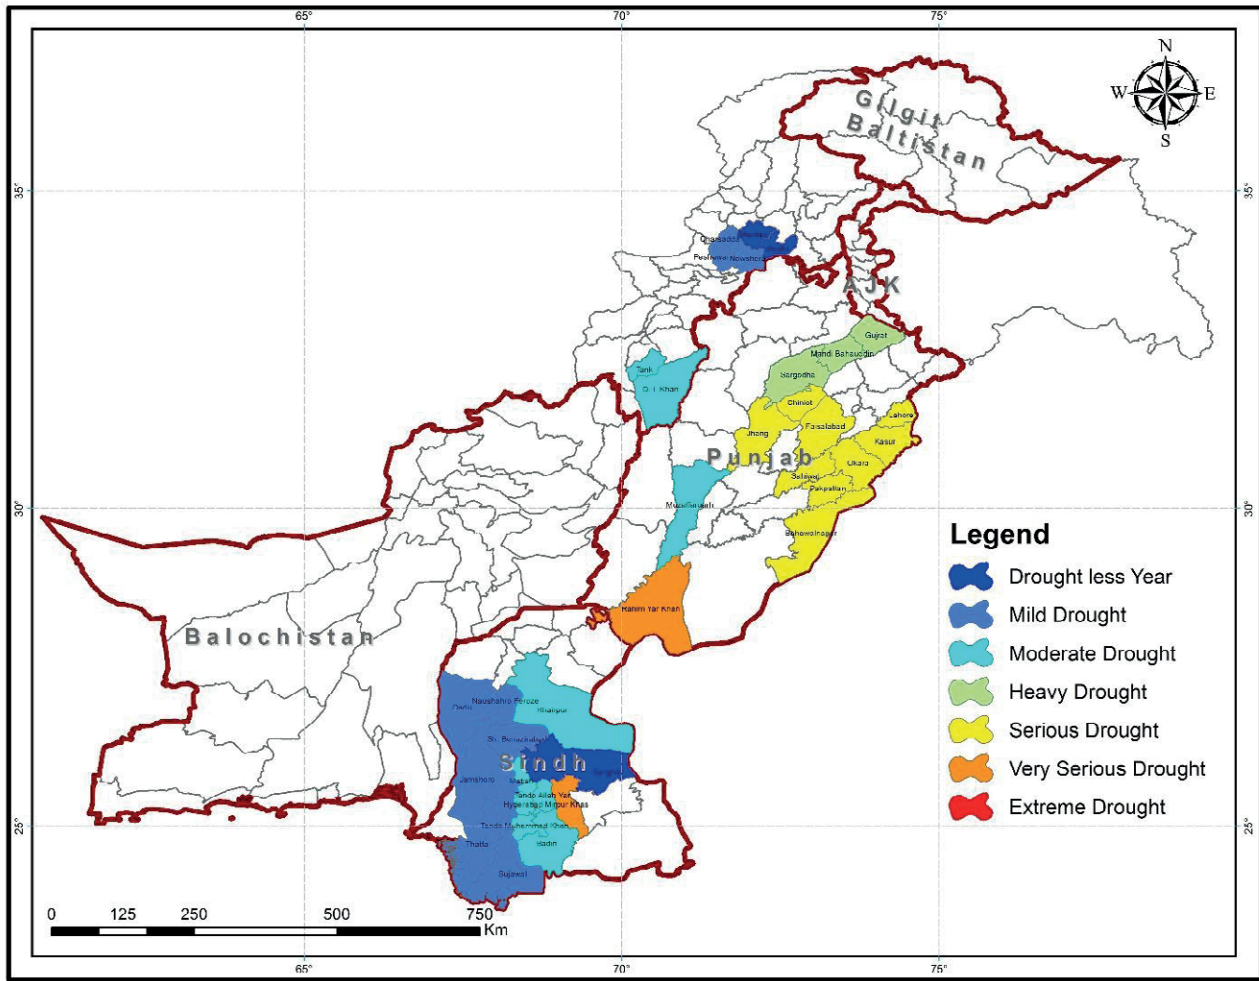 65°
70°
75°
N
W
E
S
Gilgit
Baltistan
35°
35°
Charsadda
Peshawar
Nowshera
AJK
Gujrat
Mandi Bahauddin
Sargodha
Tank
D. I. Khan
Chiniot
Lahore
Faisalabad
Jhang
Kasur
Punjab
Okara
Sahiwal
Pakpattan
Muzaffargarh
30°
30°
Bahawalnagar
Legend
Drought less Year
Rahim Yar Khan
Mild Drought
Balochistan
Moderate Drought
Heavy Drought
Naushahro Feroze
Dadu
Khairpur
Serious Drought
Sh. Benazirabad
Sindh
Sanghar
Very Serious Drought
Jamshoro
Matiari
Tando Allah Yar
Hyderabad
Mirpur Khas
Extreme Drought
25°
25°
Tando Muhammad Khan
Thatta
Badin
Sujawal
0
125
250
500
750
Km
65°
70°
75°